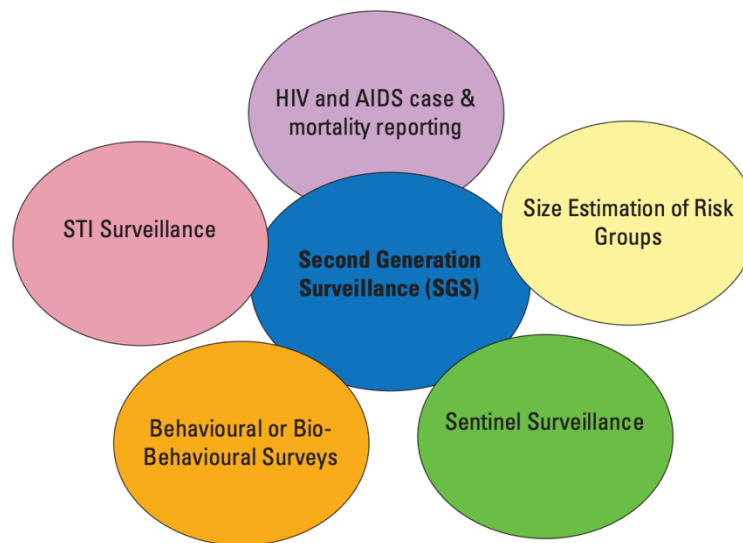 HIV and AIDS case &
mortality reporting
STI Surveillance
Size Estimation of Risk
Groups
Second Generation
Surveillance (SGS)
Behavioural or Bio-
Behavioural Surveys
Sentinel Surveillance